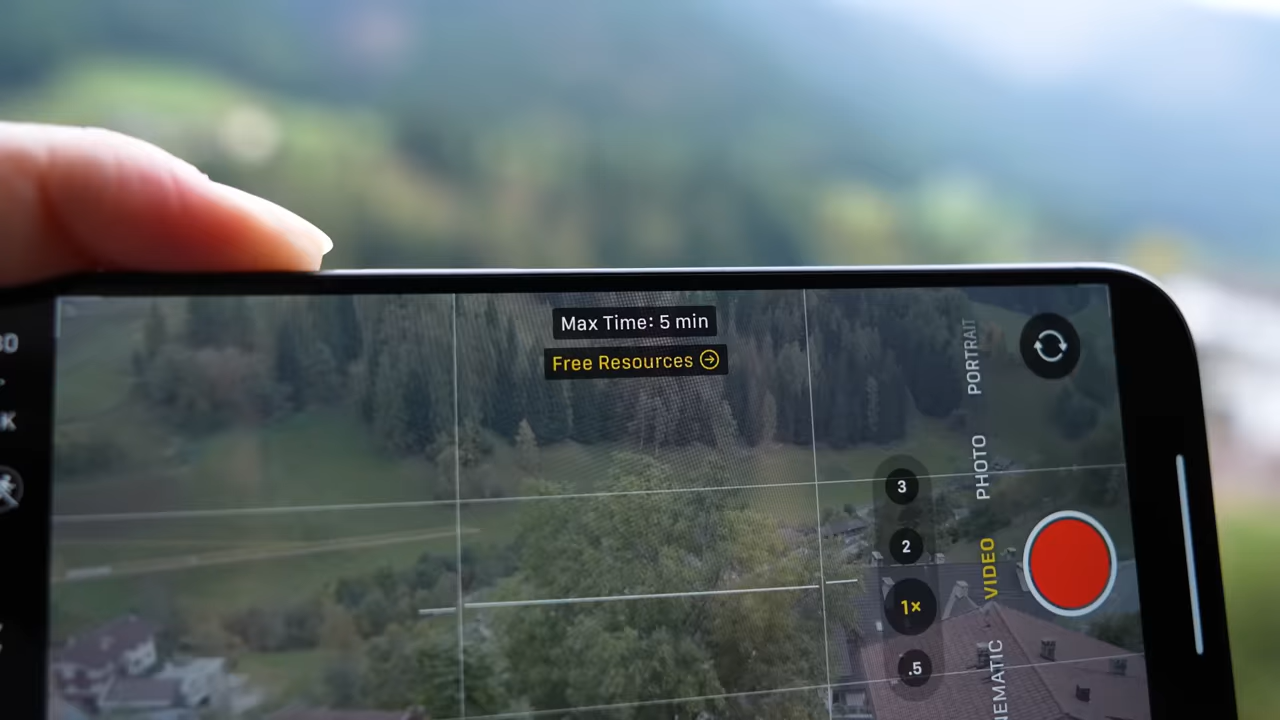 Max Time: 5 min
Free Resources
PORTRAIT
PHOTO
VIDEO
3
2
1×
.5